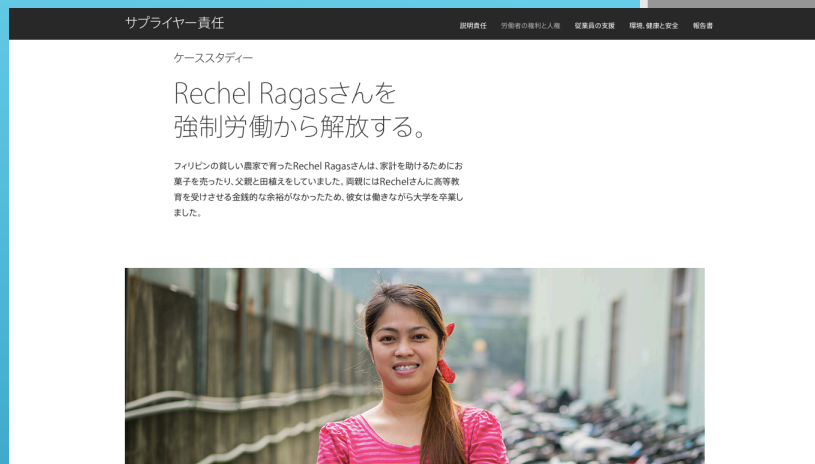 サプライヤー責任
説明責任 労働者の権利と人権 従業員の支援 環境、健康と安全 報告書
ケーススタディー
Rechel Ragasさんを
強制労働から解放する。
フィリピンの貧しい農家で育ったRechel Ragasさんは、家計を助けるためにお
菓子を売ったり、父親と田植えをしていました。両親にはRechelさんに高等教
育を受けさせる金銭的な余裕がなかったため、彼女は働きながら大学を卒業し
ました。